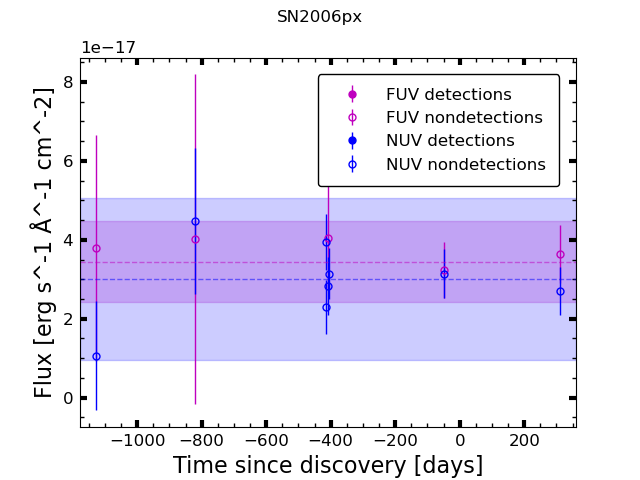 SN2006px
1e−17
8
6
4
2
0
Flux [erg s^-1 Å^-1 cm^-2]
FUV detections
FUV nondetections
NUV detections
NUV nondetections
−1000 −800 −600 −400 −200 0 200
Time since discovery [days]